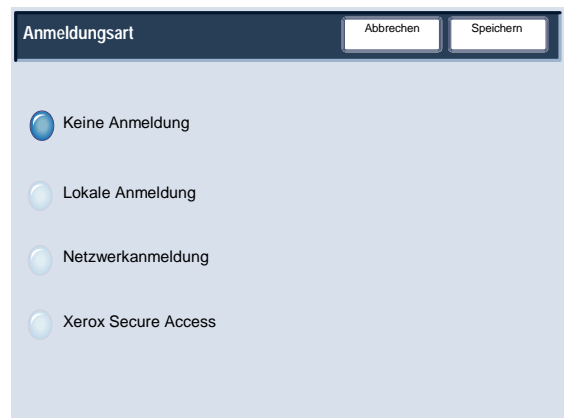 Anmeldungsart Abbrechen Speichern
Keine Anmeldung
Lokale Anmeldung
Netzwerkanmeldung
Xerox Secure Access